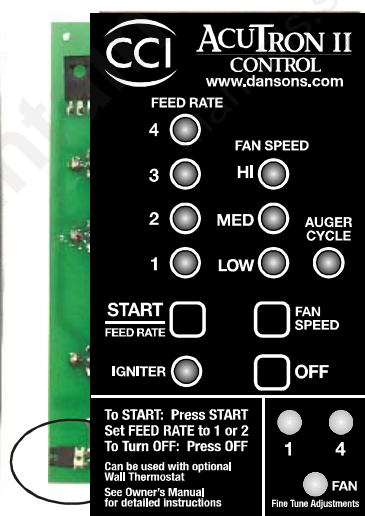 CCI
ACUTRON II
CONTROL
www.dansons.com
FEED RATE
4
FAN SPEED
3
HI
2
MED
AUGER
CYCLE
1
LOW
START
FEED RATE
FAN
SPEED
IGNITER
OFF
To START: Press START
Set FEED RATE to 1 or 2
To Turn OFF: Press OFF
Can be used with optional
Wall Thermostat
See Owner's Manual
for detailed instructions
1
4
FAN
Fine Tune Adjustments